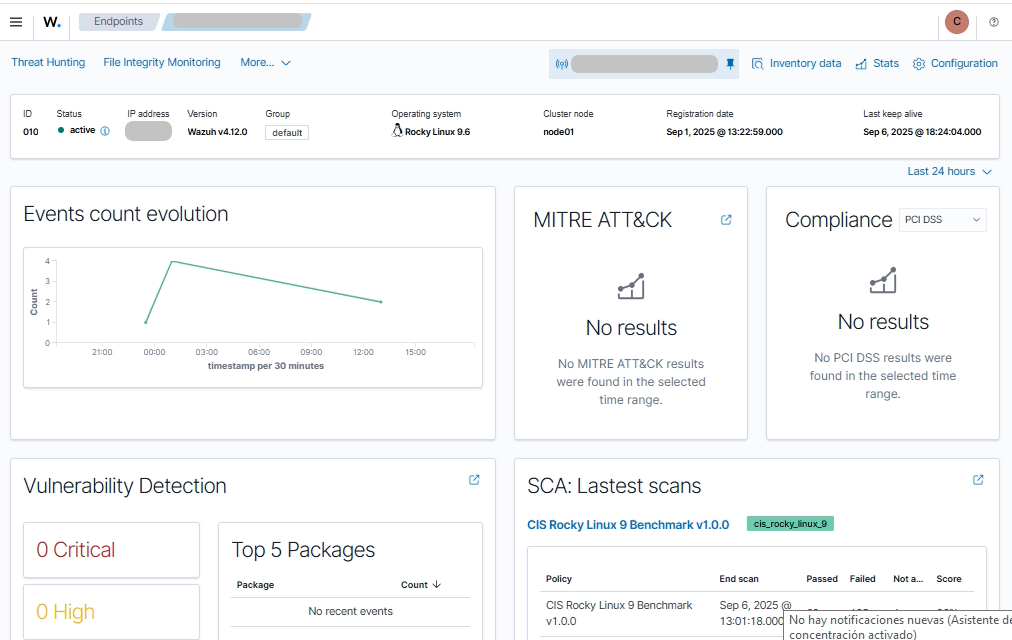 W.
Endpoints
C
Threat Hunting File Integrity Monitoring More...
Inventory data Stats Configuration
ID Status IP address Version Group Operating system Cluster node Registration date Last keep alive
010 active Wazuh v4.12.0 default Rocky Linux 9.6 node01 Sep 1, 2025 @ 13:22:59.000 Sep 6, 2025 @ 18:24:04.000
Last 24 hours
Events count evolution
Count
4
3
2
1
0
21:00 00:00 03:00 06:00 09:00 12:00 15:00
timestamp per 30 minutes
MITRE ATT&CK
No results
No MITRE ATT&CK results
were found in the selected
time range.
Compliance PCI DSS
No results
No PCI DSS results were
found in the selected time
range.
Vulnerability Detection
0 Critical
0 High
Top 5 Packages
Package Count
No recent events
SCA: Lastest scans
CIS Rocky Linux 9 Benchmark v1.0.0 cis_rocky_linux_9
Policy End scan Passed Failed Not a... Score
CIS Rocky Linux 9 Benchmark Sep 6, 2025 @
v1.0.0 13:01:18.000
No hay notificaciones nuevas (Asistente de
concentración activado)